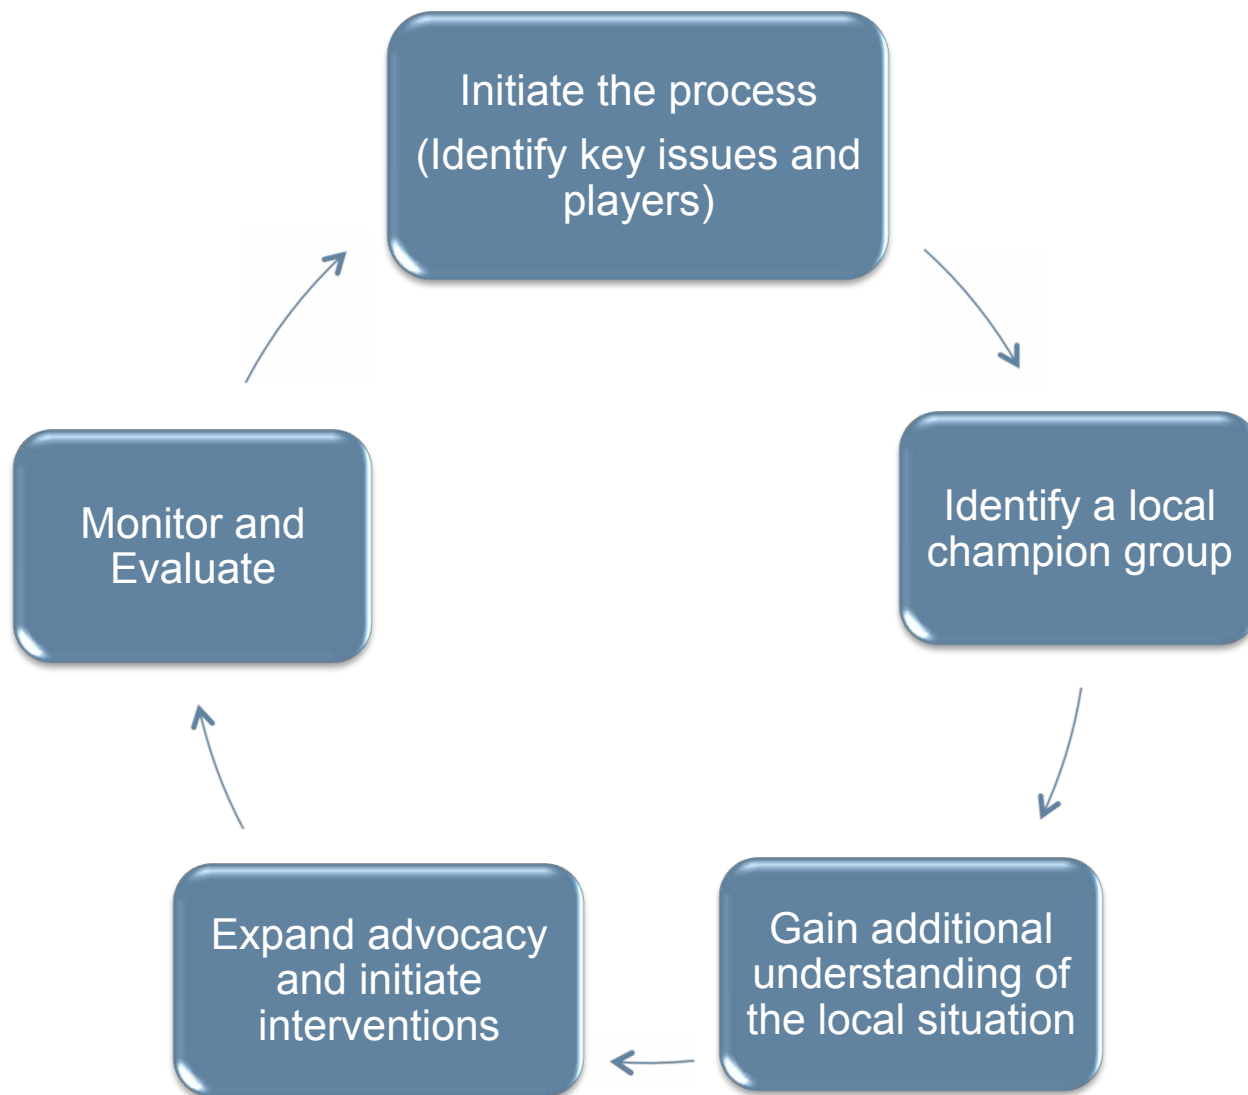 Initiate the process
(Identify key issues and
players)
Identify a local
champion group
Gain additional
understanding of
the local situation
Expand advocacy
and initiate
interventions
Monitor and
Evaluate